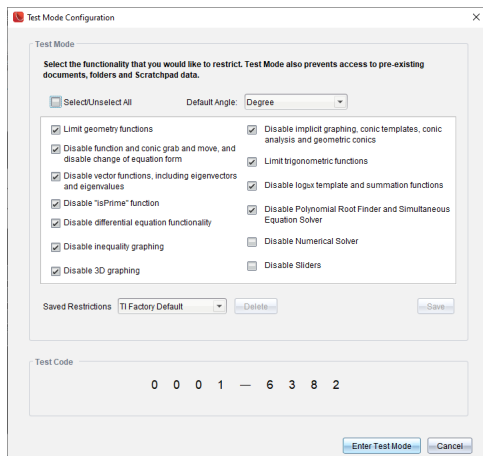 Test Mode Configuration
Test Mode
Select the functionality that you would like to restrict. Test Mode also prevents access to pre-existing
documents, folders and Scratchpad data.
Select/Unselect All
Default Angle: Degree
Limit geometry functions
Disable function and conic grab and move, and
disable change of equation form
Disable vector functions, including eigenvectors
and eigenvalues
Disable "isPrime" function
Disable differential equation functionality
Disable inequality graphing
Disable 3D graphing
Disable implicit graphing, conic templates, conic
analysis and geometric conics
Limit trigonometric functions
Disable logbx template and summation functions
Disable Polynomial Root Finder and Simultaneous
Equation Solver
Disable Numerical Solver
Disable Sliders
Saved Restrictions TI Factory Default Delete Save
Test Code
0 0 0 1 — 6 3 8 2
Enter Test Mode Cancel